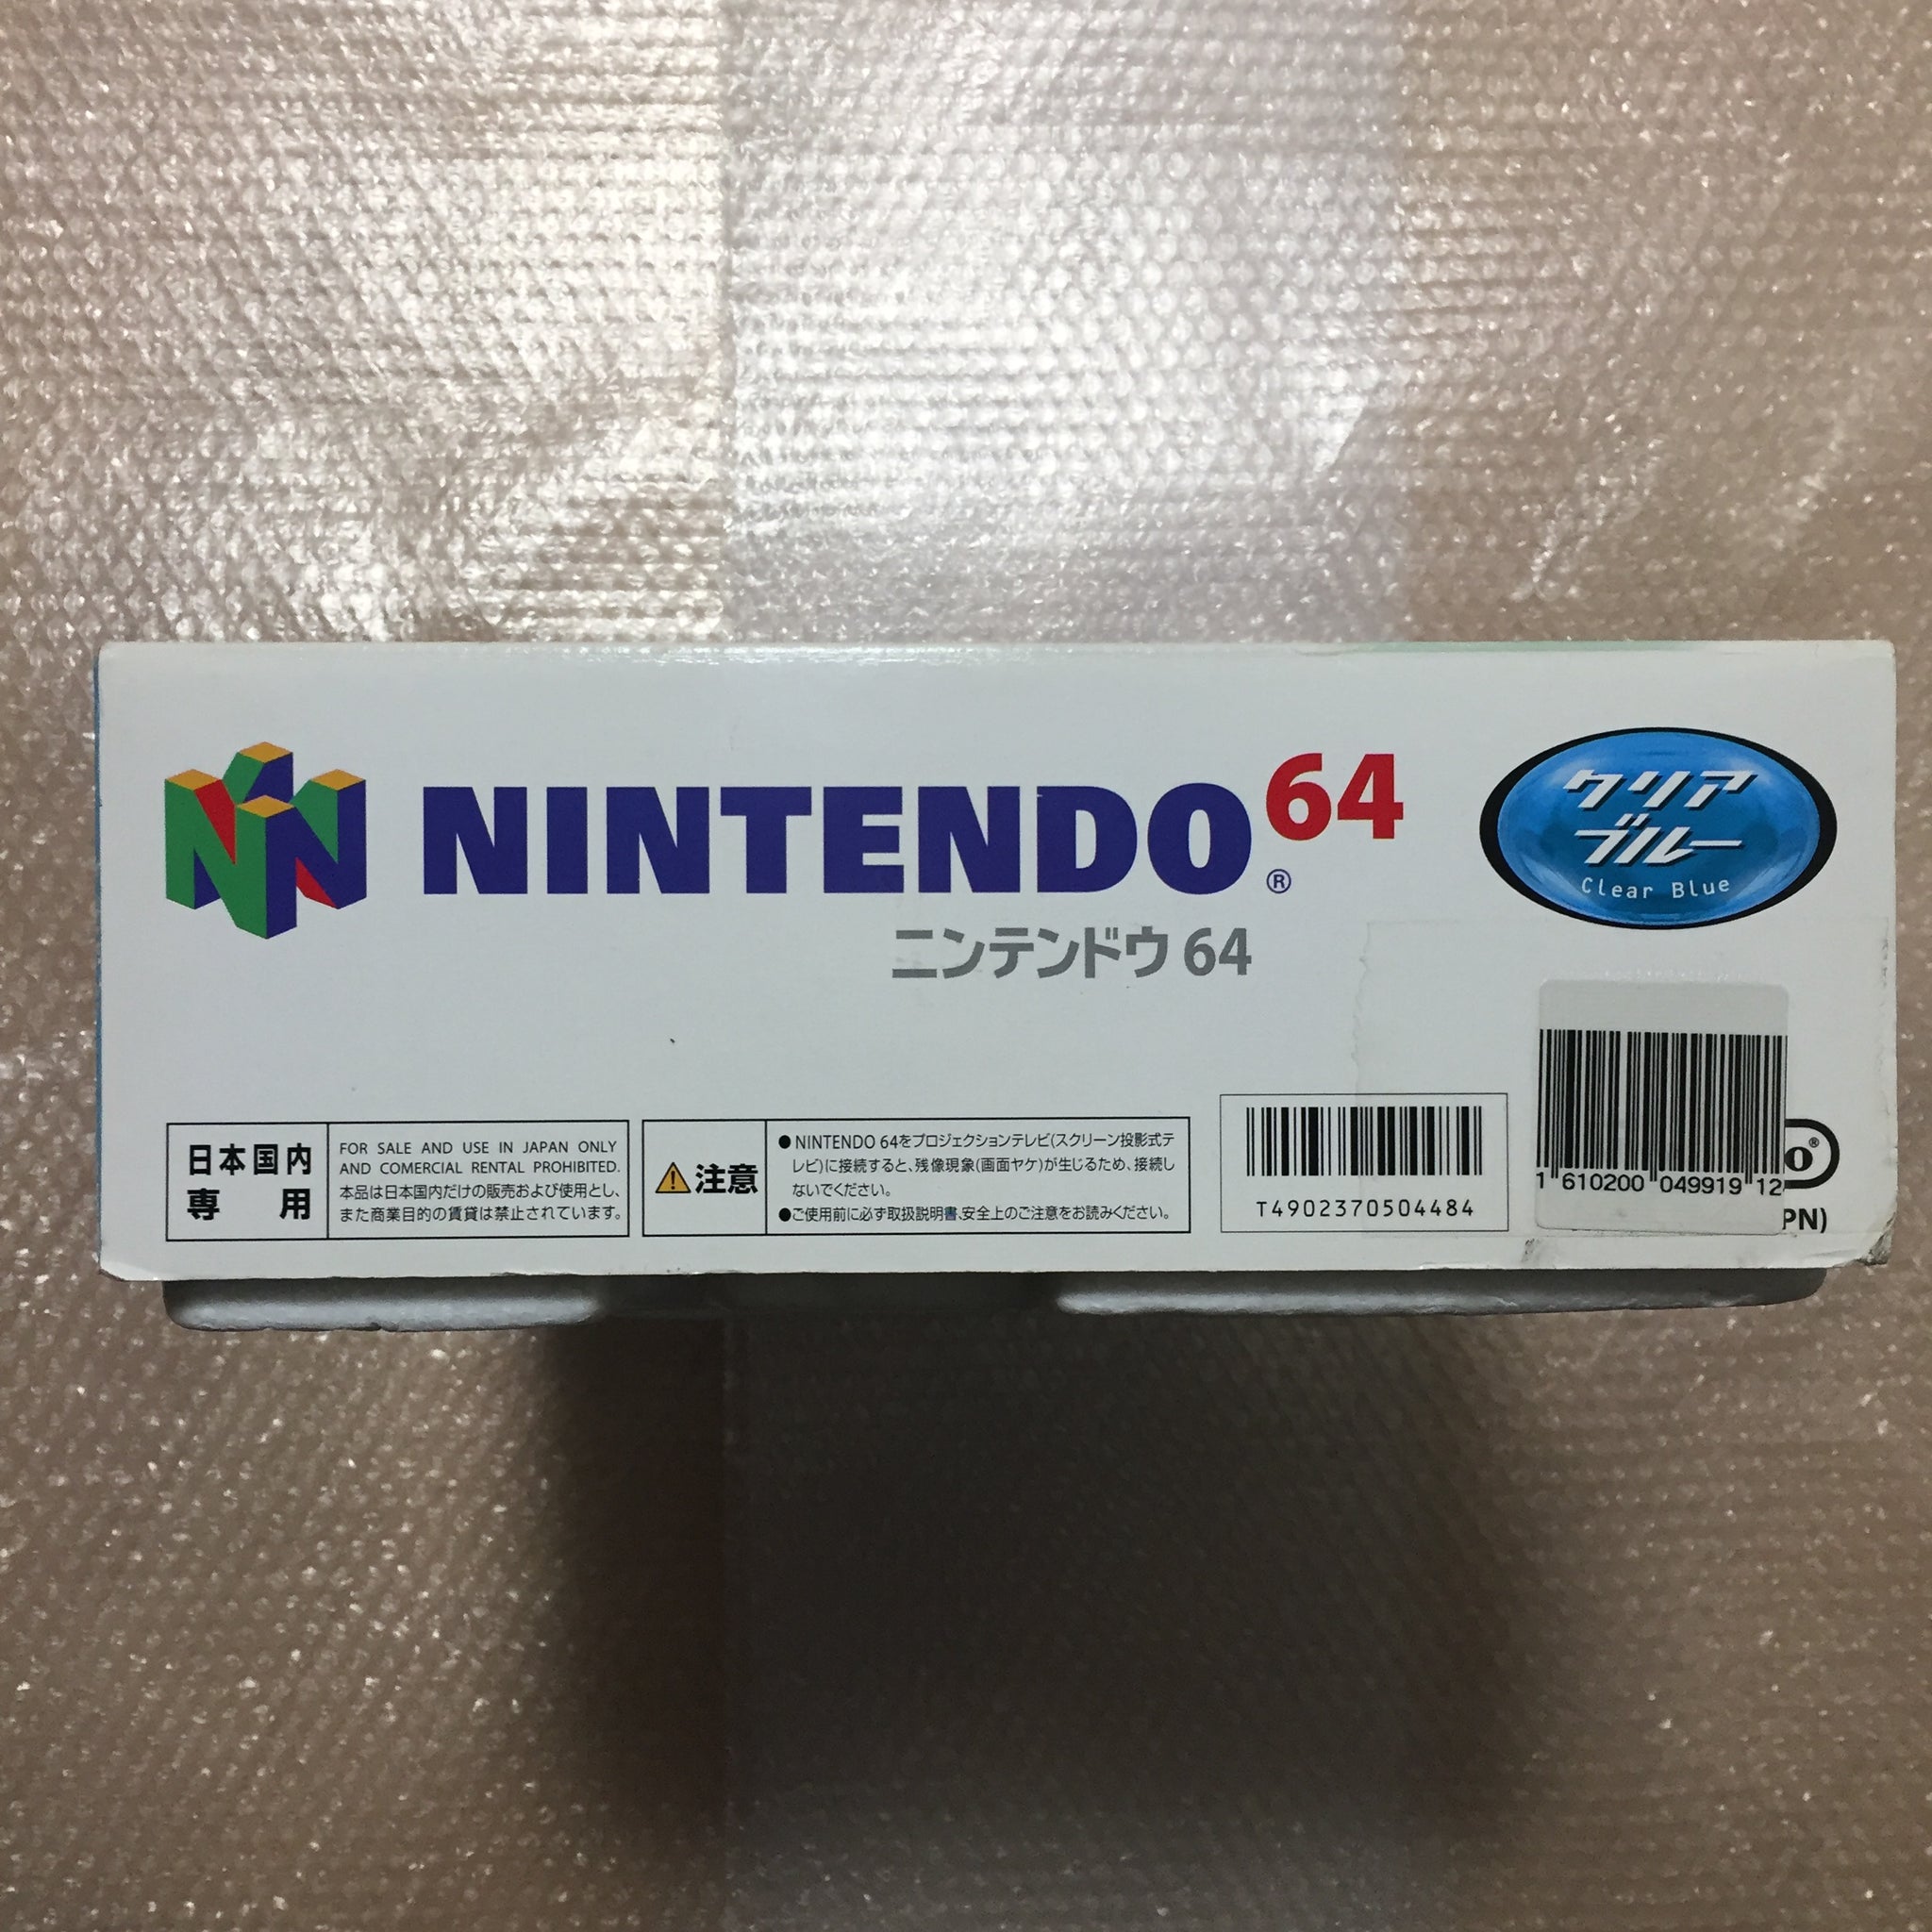 NINTENDO 64
®
ニンテンドウ 64
クリア
ブルー
Clear Blue
日本国内
専用
FOR SALE AND USE IN JAPAN ONLY
AND COMERCIAL RENTAL PROHIBITED.
本品は日本国内だけの販売および使用とし、
また商業目的の賃貸は禁止されています。
注意
●NINTENDO 64をプロジェクションテレビ(スクリーン投影式テ
レビ)に接続すると、残像現象(画面ヤケ)が生じるため、接続し
ないでください。
●ご使用前に必ず取扱説明書、安全上のご注意をお読みください。
T4902370504484
1 610200 049919 12
o®
PN)